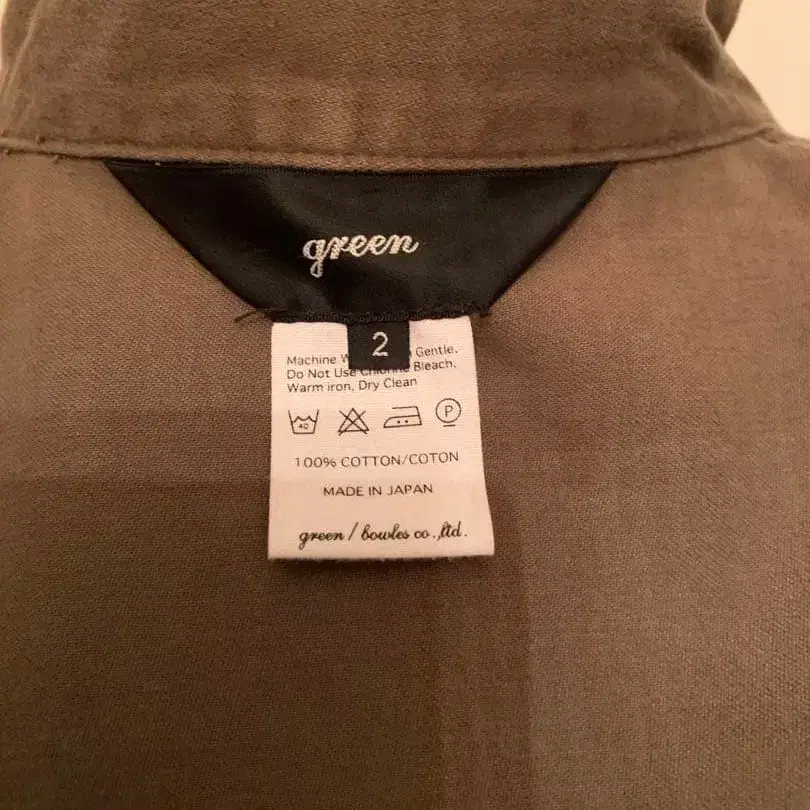 green
2
Machine Gentle.
Do Not Use Chlorine Bleach.
Warm iron, Dry Clean
40 P
100% COTTON/COTON
MADE IN JAPAN
green / bowles co.,ltd.